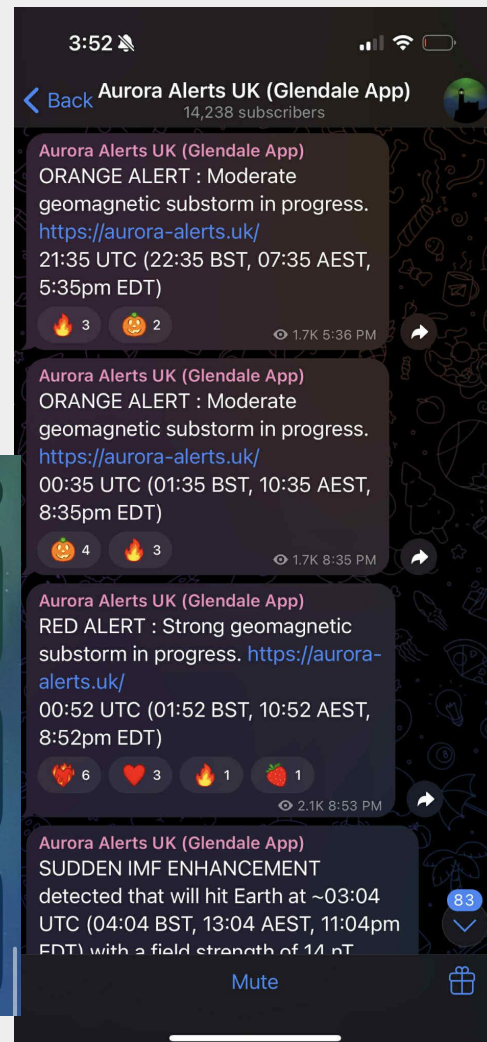 3:52
Back Aurora Alerts UK (Glendale App)
14,238 subscribers
Aurora Alerts UK (Glendale App)
ORANGE ALERT : Moderate
geomagnetic substorm in progress.
https://aurora-alerts.uk/
21:35 UTC (22:35 BST, 07:35 AEST,
5:35pm EDT)
3 2
1.7K 5:36 PM
Aurora Alerts UK (Glendale App)
ORANGE ALERT : Moderate
geomagnetic substorm in progress.
https://aurora-alerts.uk/
00:35 UTC (01:35 BST, 10:35 AEST,
8:35pm EDT)
4 3
1.7K 8:35 PM
Aurora Alerts UK (Glendale App)
RED ALERT : Strong geomagnetic
substorm in progress. https://aurora-
alerts.uk/
00:52 UTC (01:52 BST, 10:52 AEST,
8:52pm EDT)
6 3 1 1
2.1K 8:53 PM
Aurora Alerts UK (Glendale App)
SUDDEN IMF ENHANCEMENT
detected that will hit Earth at ~03:04
UTC (04:04 BST, 13:04 AEST, 11:04pm
EDT) with a field strength of 14 nT
83
Mute